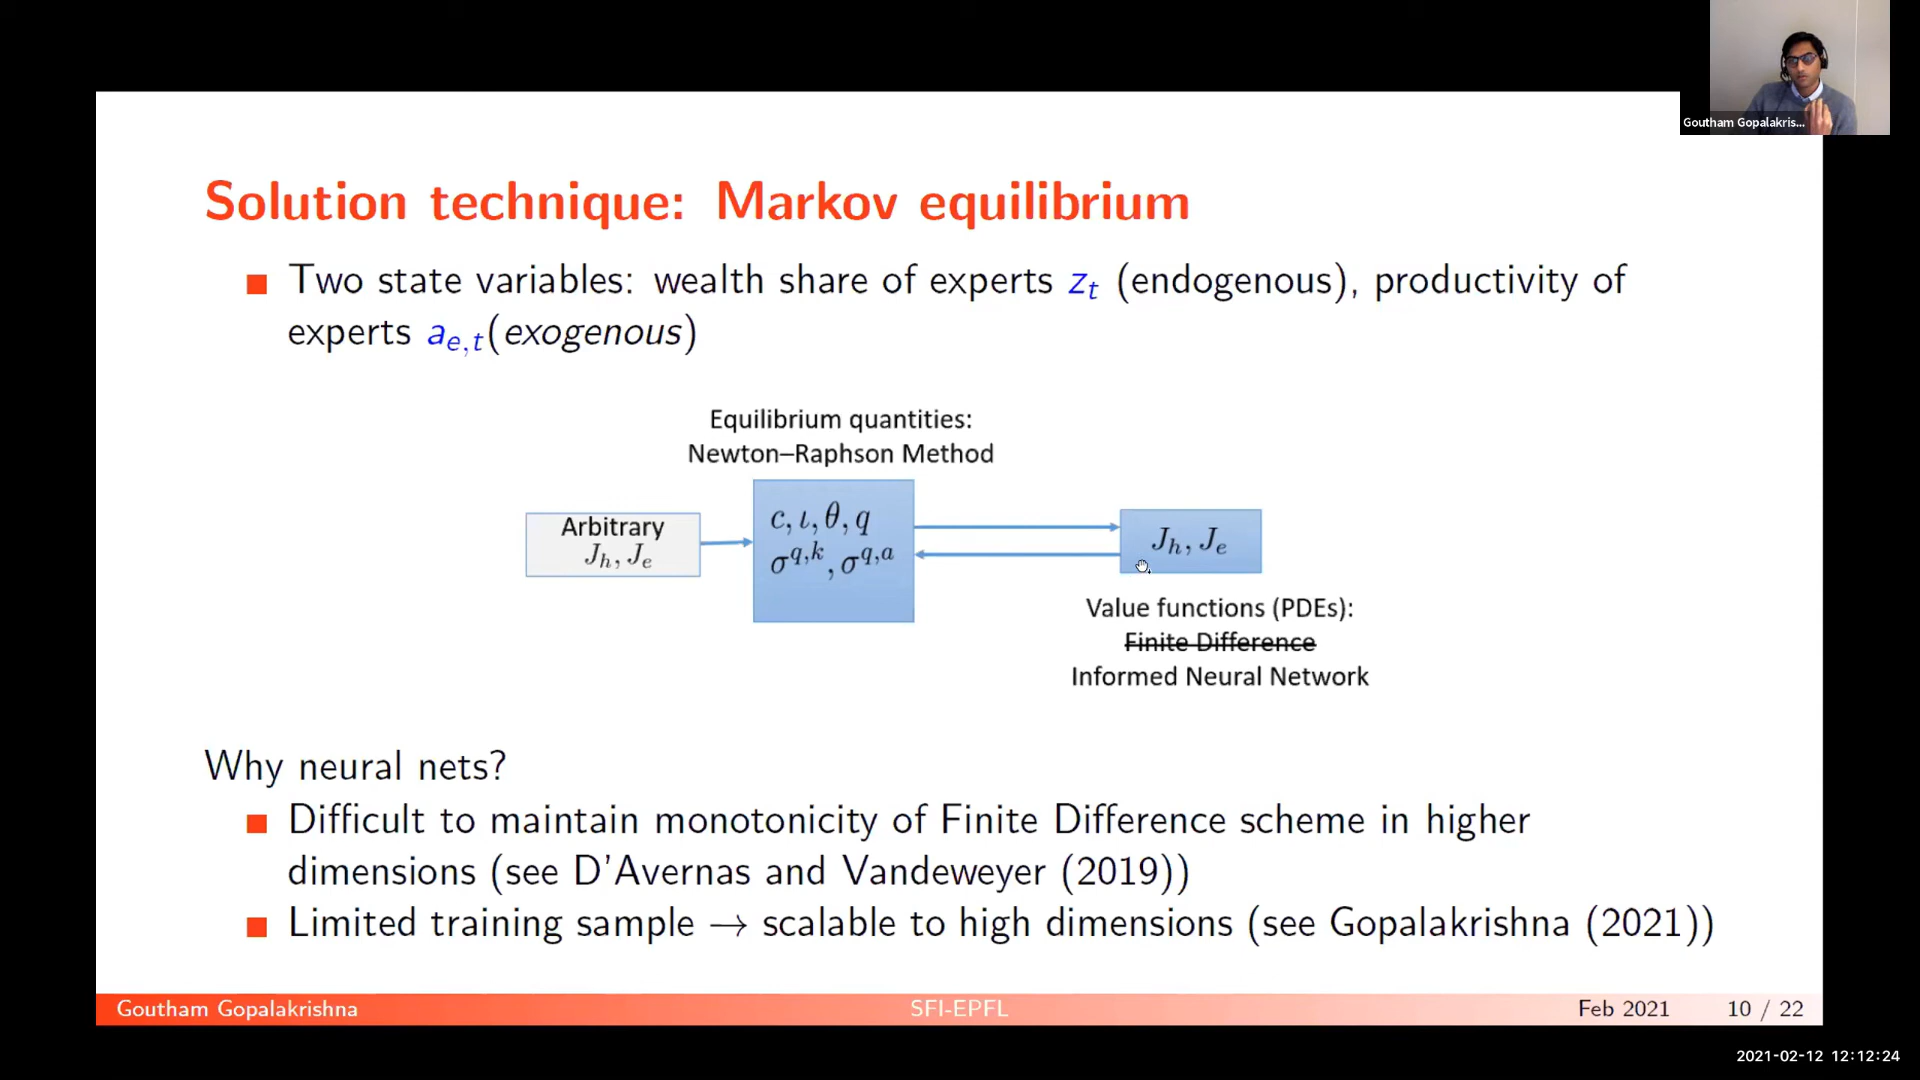 Goutham Gopalakris...
Solution technique: Markov equilibrium
Two state variables: wealth share of experts z_t (endogenous), productivity of
experts a_{e,t}(exogenous)
Equilibrium quantities:
Newton–Raphson Method
Arbitrary
J_h, J_e
c, ι, θ, q
σ^{q,k}, σ^{q,a}
J_h, J_e
Value functions (PDEs):
Finite Difference
Informed Neural Network
Why neural nets?
Difficult to maintain monotonicity of Finite Difference scheme in higher
dimensions (see D'Avernas and Vandeweyer (2019))
Limited training sample → scalable to high dimensions (see Gopalakrishna (2021))
Goutham Gopalakrishna SFI-EPFL Feb 2021 10 / 22
2021-02-12 12:12:24